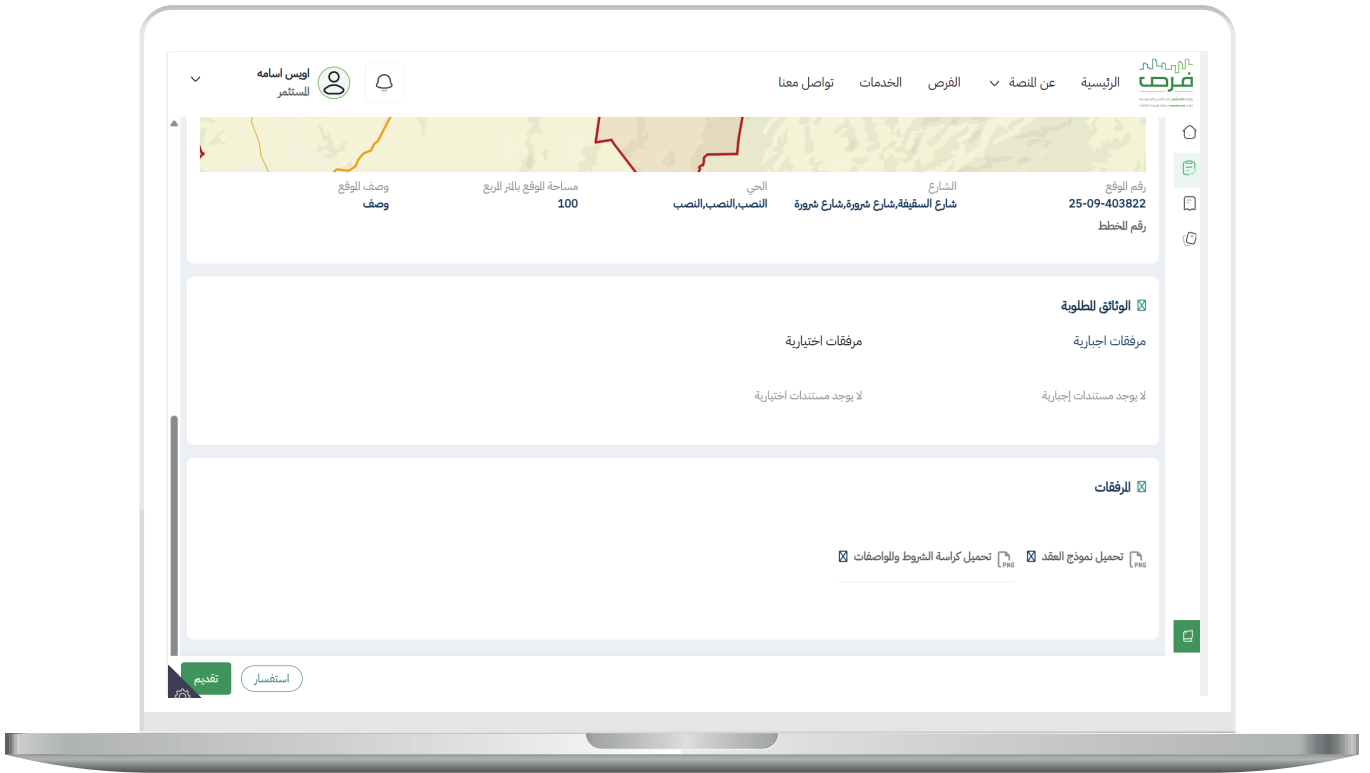 فرص
الرئيسية
عن المنصة
الفرص
الخدمات
تواصل معنا
اويس اسامه
المستثمر
رقم الموقع
25-09-403822
الشارع
شارع السقيفة,شارع شرورة,شارع شرورة
الحي
النصب,النصب,النصب
مساحة الموقع بالمتر المربع
100
وصف الموقع
وصف
رقم المخطط
الوثائق المطلوبة
مرفقات اجبارية
مرفقات اختيارية
لا يوجد مستندات إجبارية
لا يوجد مستندات اختيارية
المرفقات
PNG تحميل نموذج العقد
PNG تحميل كراسة الشروط والمواصفات
استفسار
تقديم